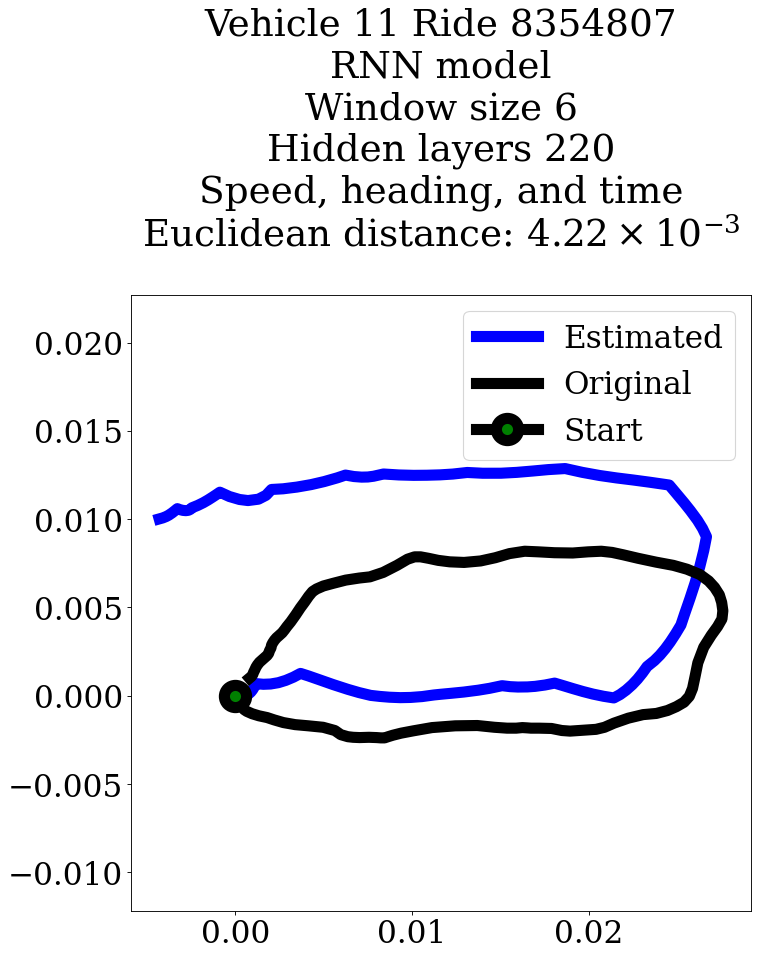 Vehicle 11 Ride 8354807
RNN model
Window size 6
Hidden layers 220
Speed, heading, and time
Euclidean distance: 4.22 × 10⁻³
Estimated
Original
Start
0.020
0.015
0.010
0.005
0.000
−0.005
−0.010
0.00 0.01 0.02